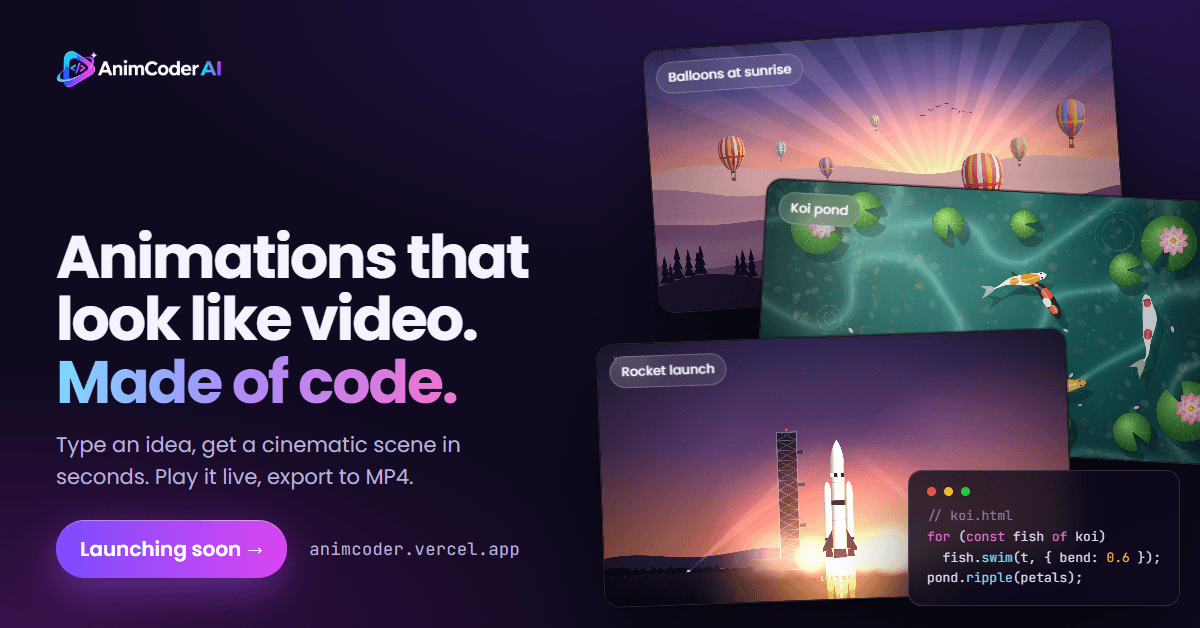 AnimCoder AI
Animations that
look like video.
Made of code.
Type an idea, get a cinematic scene in
seconds. Play it live, export to MP4.
Launching soon →
animcoder.vercel.app
Balloons at sunrise
Koi pond
Rocket launch
// koi.html
for (const fish of koi)
  fish.swim(t, { bend: 0.6 });
pond.ripple(petals);